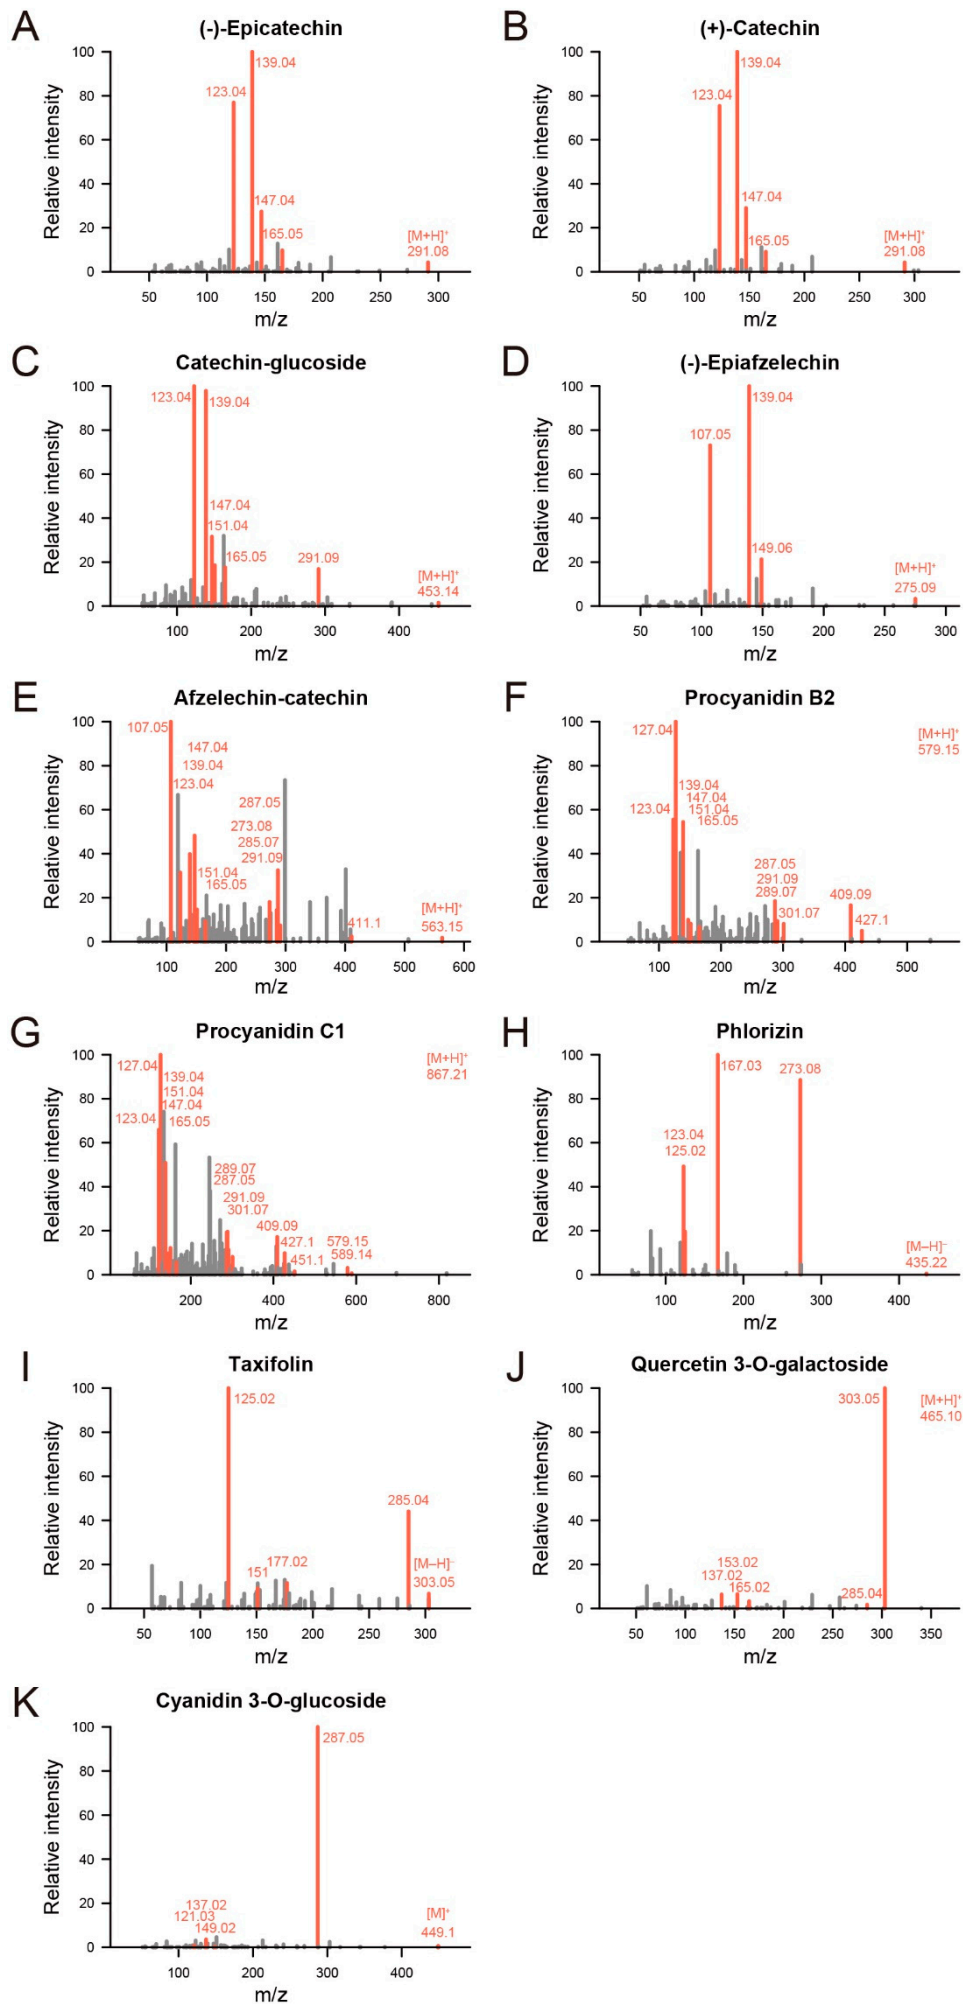 A
(-)-Epicatechin
Relative intensity
100
80
60
40
20
0
139.04
123.04
147.04
165.05
[M+H]⁺
291.08
50 100 150 200 250 300
m/z
B
(+)-Catechin
Relative intensity
100
80
60
40
20
0
139.04
123.04
147.04
165.05
[M+H]⁺
291.08
50 100 150 200 250 300
m/z
C
Catechin-glucoside
Relative intensity
100
80
60
40
20
0
123.04
139.04
147.04
151.04
165.05
291.09
[M+H]⁺
453.14
100 200 300 400
m/z
D
(-)-Epiafzelechin
Relative intensity
100
80
60
40
20
0
139.04
107.05
149.06
[M+H]⁺
275.09
50 100 150 200 250 300
m/z
E
Afzelechin-catechin
Relative intensity
100
80
60
40
20
0
107.05
147.04
139.04
123.04
287.05
273.08
285.07
291.09
151.04
165.05
411.1
[M+H]⁺
563.15
100 200 300 400 500 600
m/z
F
Procyanidin B2
Relative intensity
100
80
60
40
20
0
127.04
[M+H]⁺
579.15
139.04
147.04
123.04
151.04
165.05
287.05
291.09
289.07
301.07
409.09
427.1
100 200 300 400 500
m/z
G
Procyanidin C1
Relative intensity
100
80
60
40
20
0
127.04
[M+H]⁺
867.21
139.04
151.04
147.04
123.04
165.05
289.07
287.05
291.09
301.07
409.09
427.1
451.1
579.15
589.14
200 400 600 800
m/z
H
Phlorizin
Relative intensity
100
80
60
40
20
0
167.03
273.08
123.04
125.02
[M−H]⁻
435.22
100 200 300 400
m/z
I
Taxifolin
Relative intensity
100
80
60
40
20
0
125.02
285.04
151
177.02
[M−H]⁻
303.05
50 100 150 200 250 300
m/z
J
Quercetin 3-O-galactoside
Relative intensity
100
80
60
40
20
0
303.05
[M+H]⁺
465.10
153.02
137.02
165.02
285.04
50 100 150 200 250 300 350
m/z
K
Cyanidin 3-O-glucoside
Relative intensity
100
80
60
40
20
0
287.05
137.02
121.03
149.02
[M]⁺
449.1
100 200 300 400
m/z